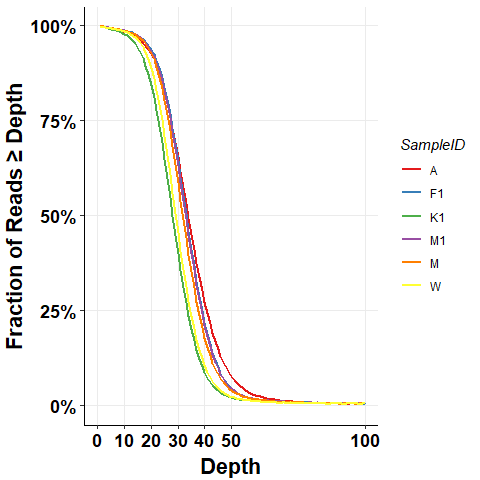 Fraction of Reads ≥ Depth
100%
75%
50%
25%
0%
0 10 20 30 40 50 100
Depth
SampleID
A
F1
K1
M1
M
W